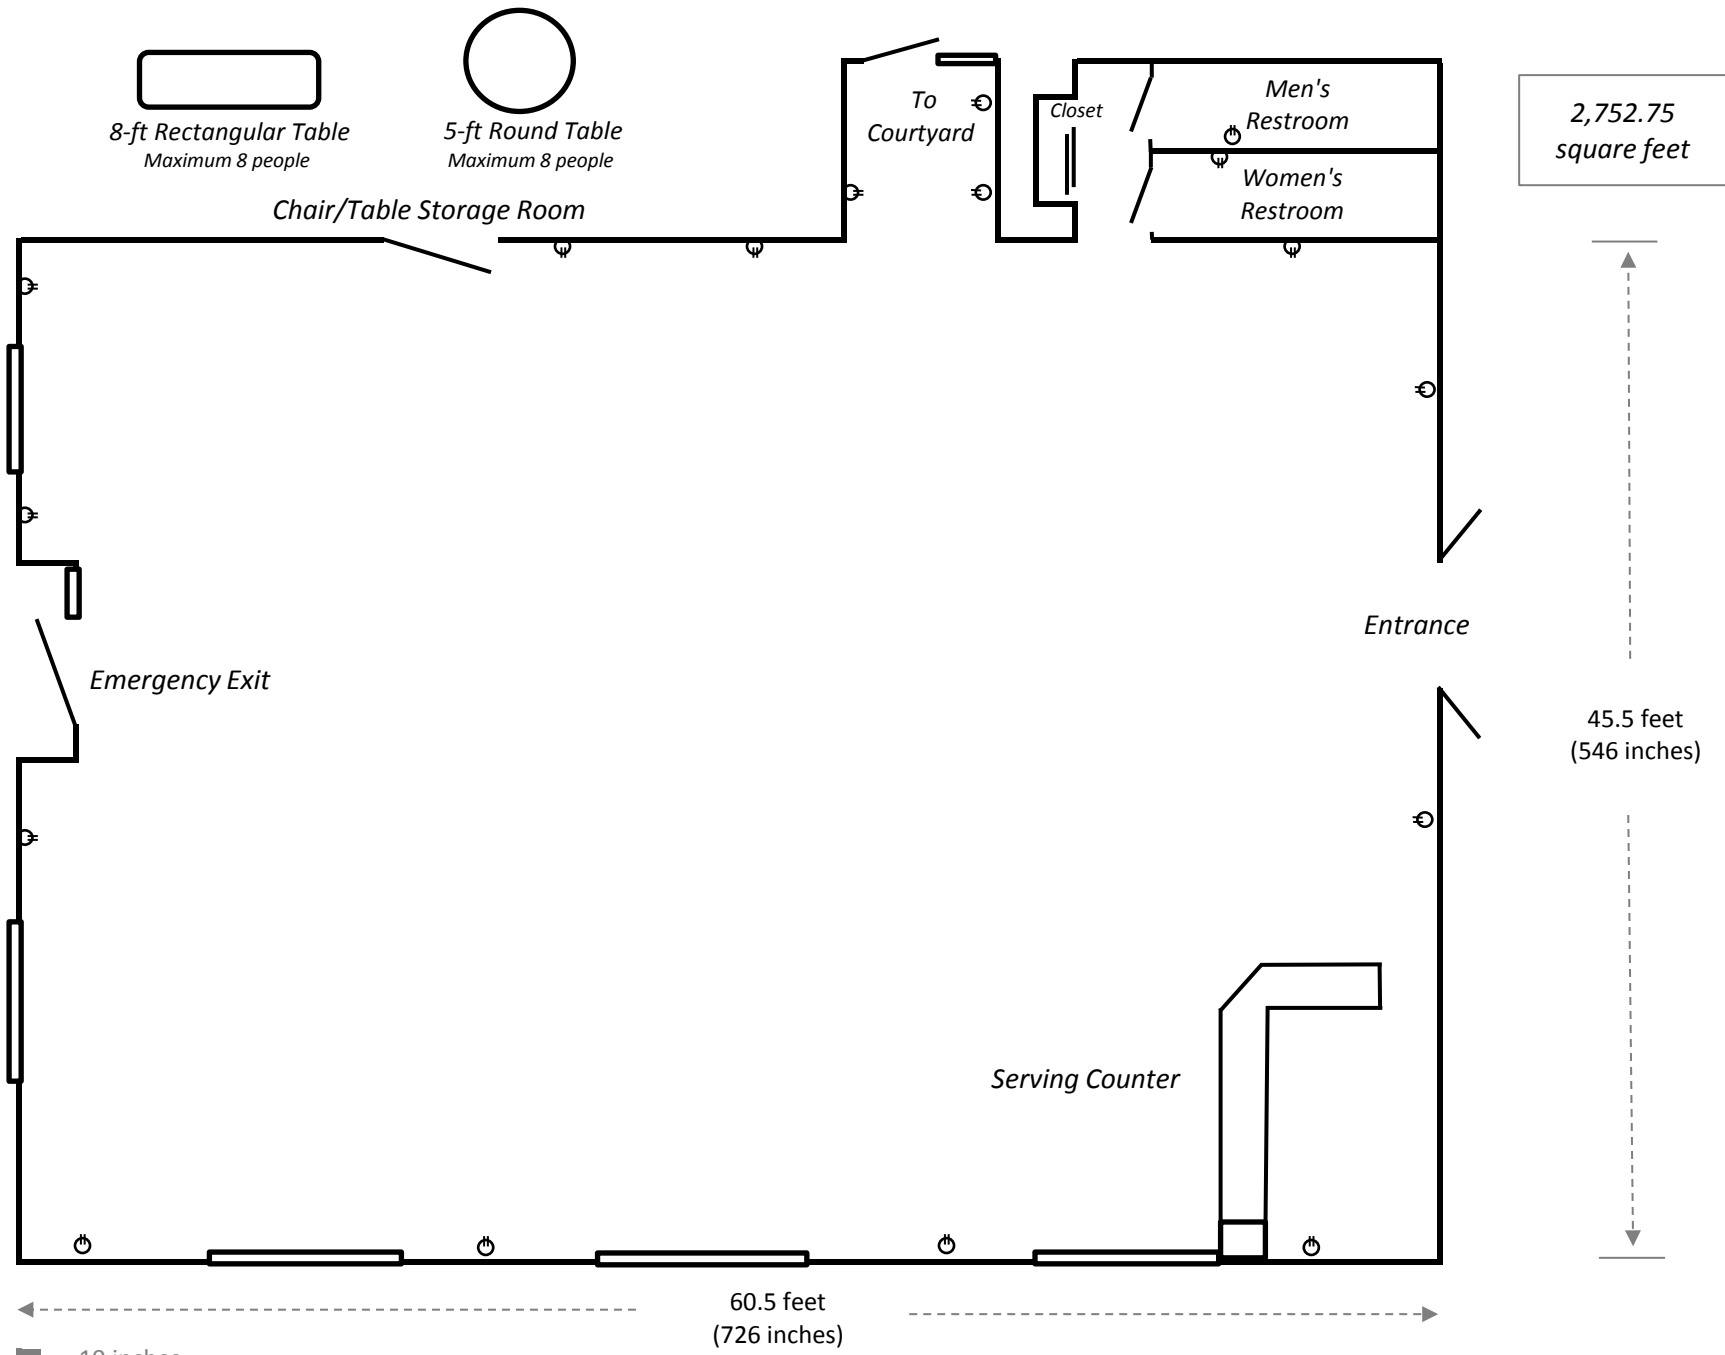 8-ft Rectangular Table
Maximum 8 people
5-ft Round Table
Maximum 8 people
Chair/Table Storage Room
To
Courtyard
Closet
Men's
Restroom
Women's
Restroom
2,752.75
square feet
Entrance
Emergency Exit
45.5 feet
(546 inches)
Serving Counter
60.5 feet
(726 inches)